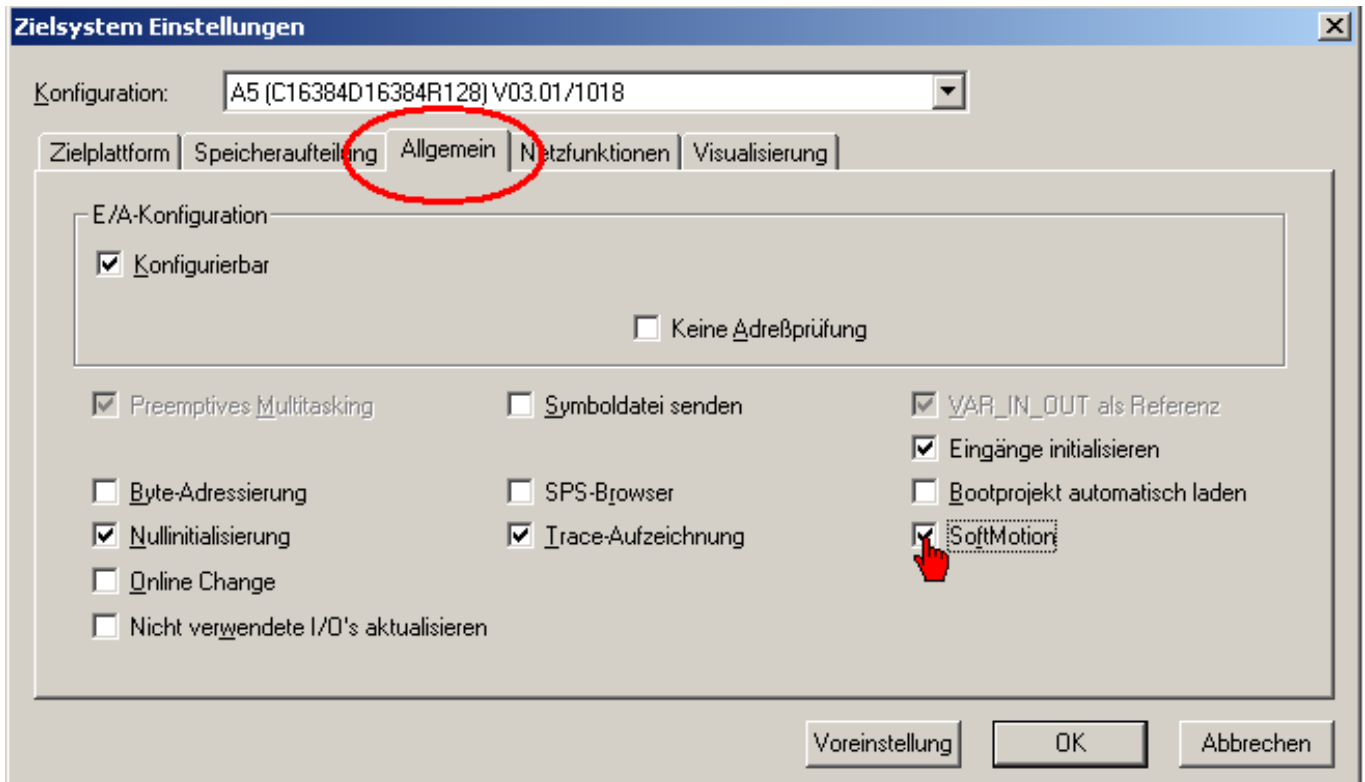 Zielsystem Einstellungen
Konfiguration: A5 (C16384D16384R128) V03.01/1018
Zielplattform Speicheraufteilung Allgemein Netzfunktionen Visualisierung
E/A-Konfiguration
Konfigurierbar
Keine Adreßprüfung
Preemptives Multitasking Symboldatei senden VAR_IN_OUT als Referenz
Eingänge initialisieren
Byte-Adressierung SPS-Browser Bootprojekt automatisch laden
Nullinitialisierung Trace-Aufzeichnung SoftMotion
Online Change
Nicht verwendete I/O's aktualisieren
Voreinstellung OK Abbrechen